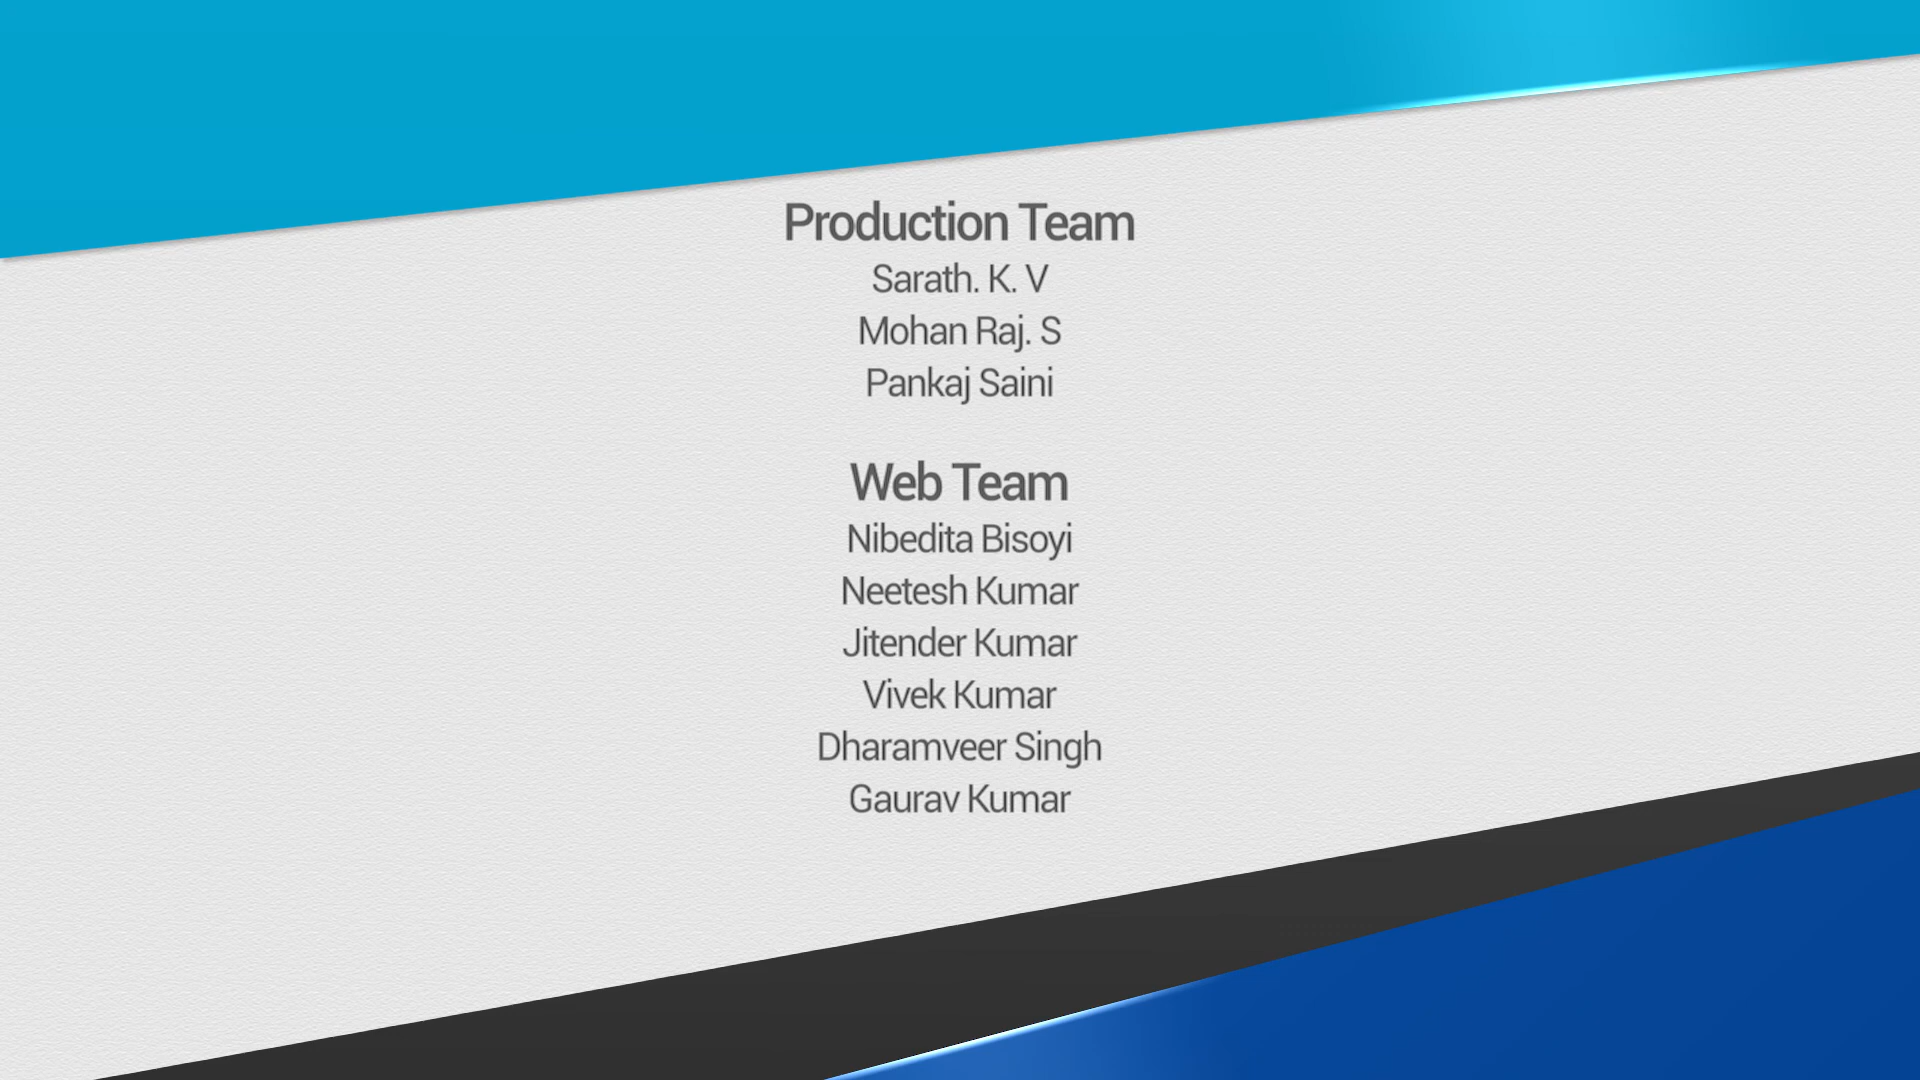 Production Team
Sarath. K. V
Mohan Raj. S
Pankaj Saini
Web Team
Nibedita Bisoyi
Neetesh Kumar
Jitender Kumar
Vivek Kumar
Dharamveer Singh
Gaurav Kumar